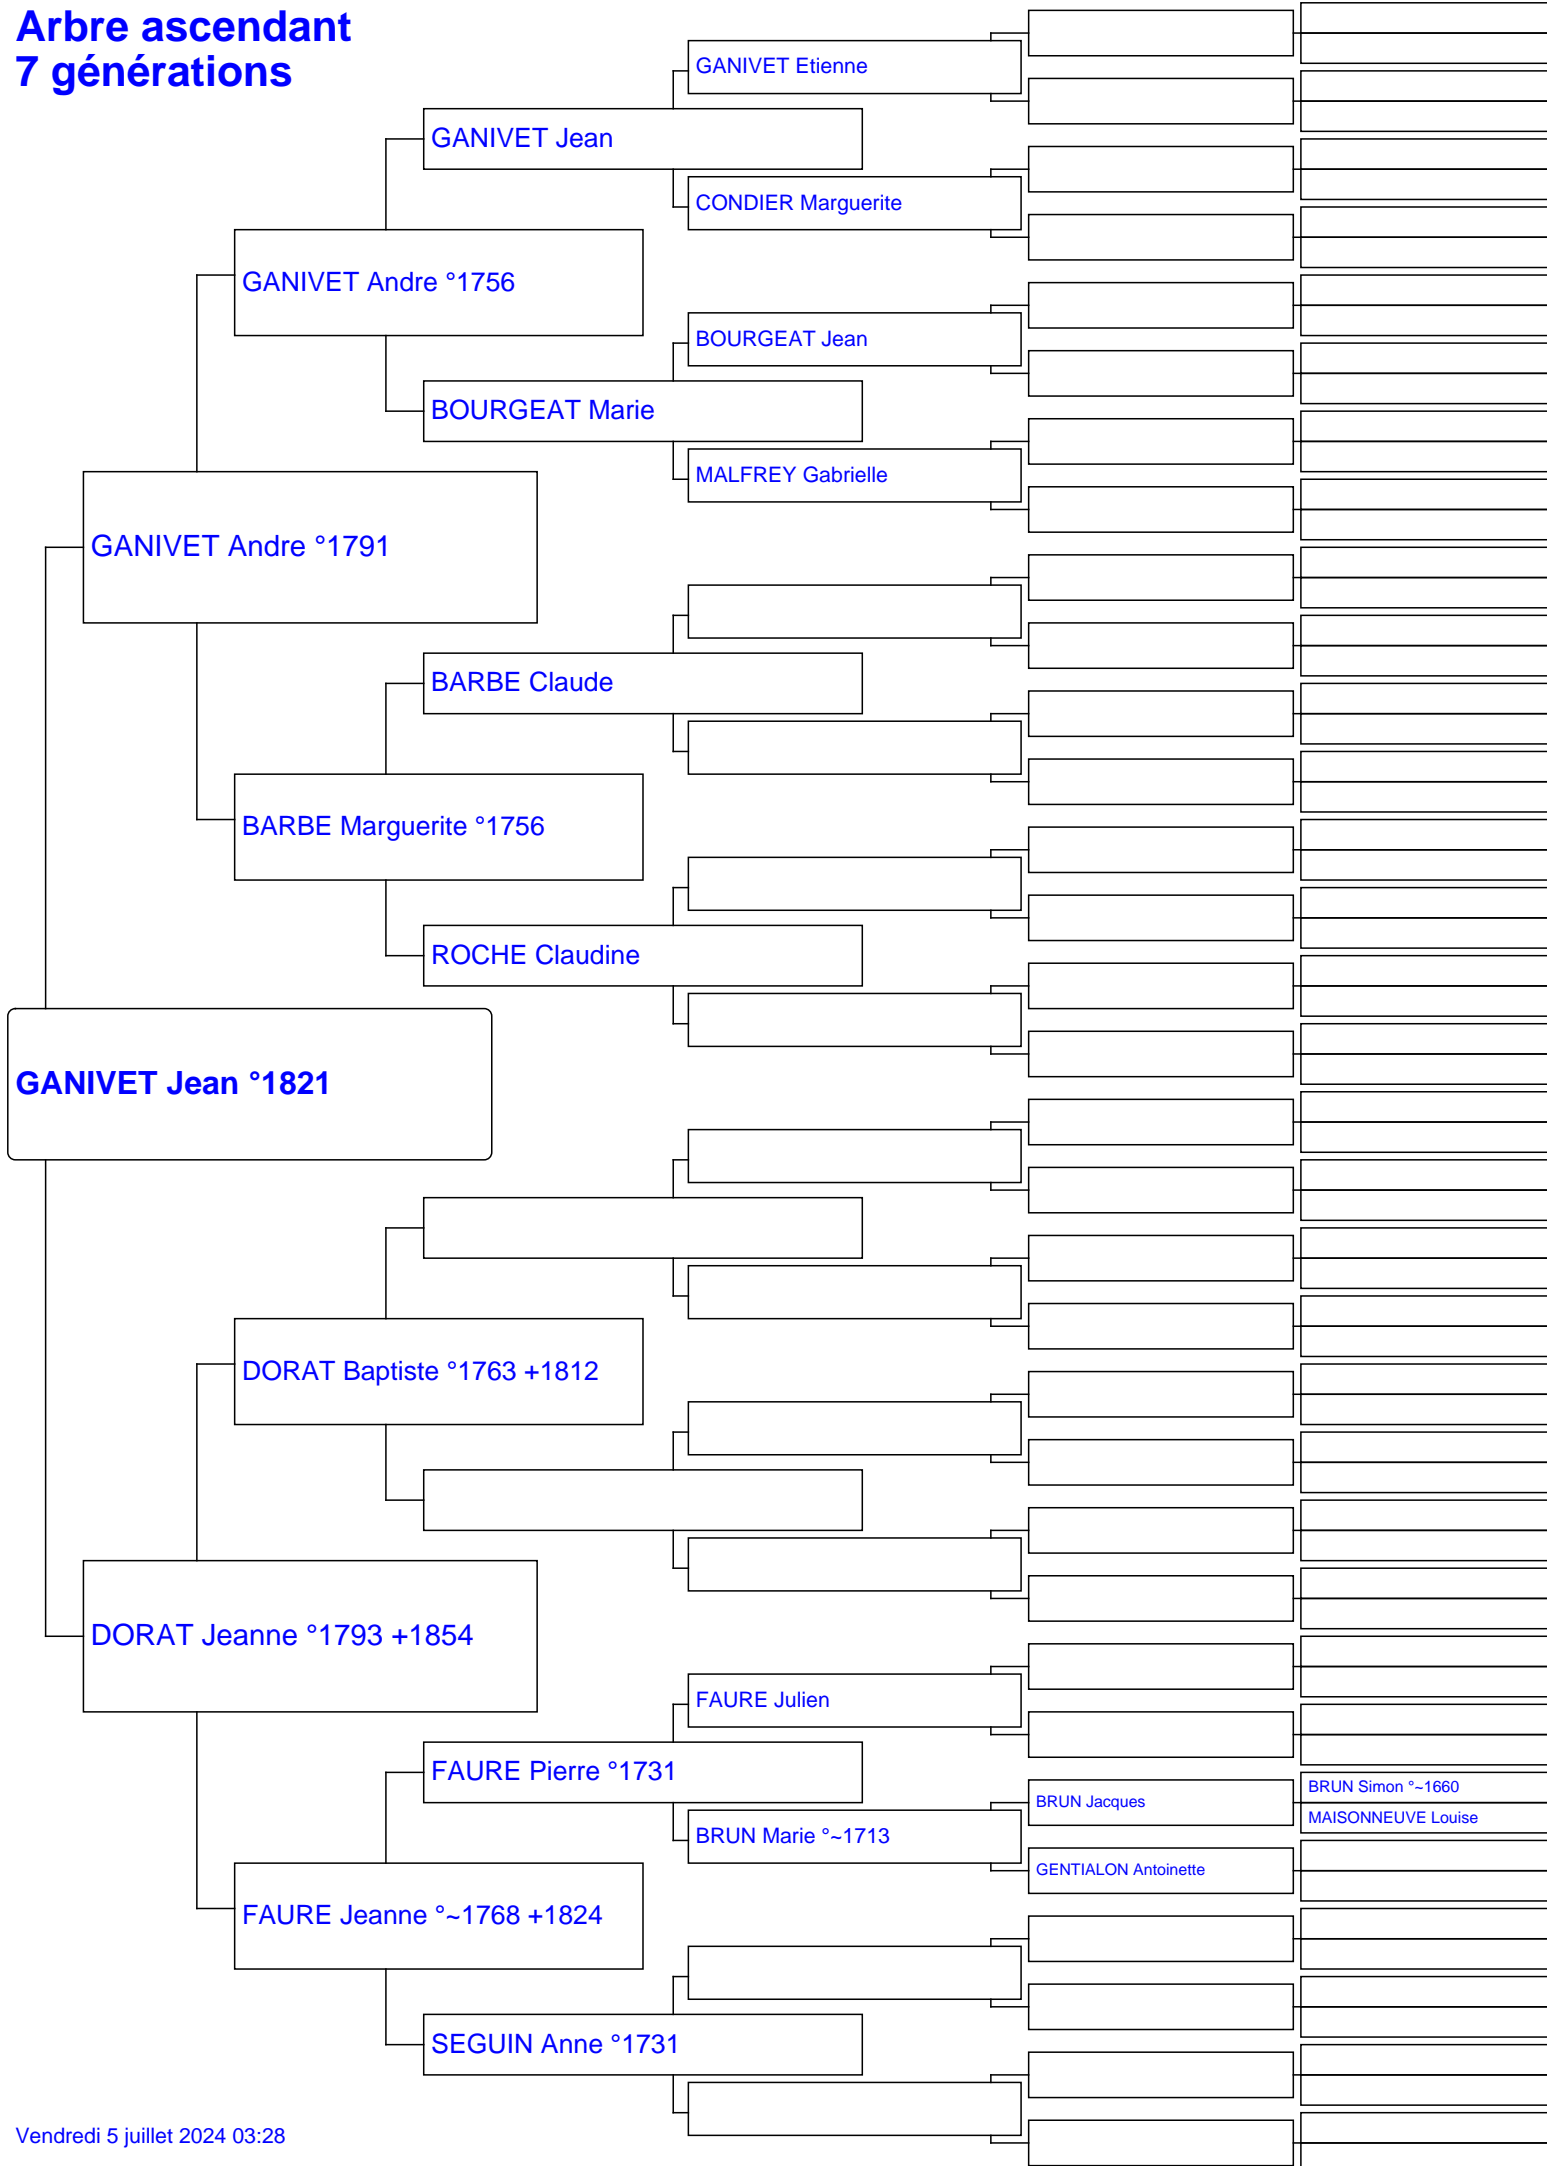 Arbre ascendant
7 générations
GANIVET Etienne
GANIVET Jean
CONDIER Marguerite
GANIVET Andre °1756
BOURGEAT Jean
BOURGEAT Marie
MALFREY Gabrielle
GANIVET Andre °1791
BARBE Claude
BARBE Marguerite °1756
ROCHE Claudine
GANIVET Jean °1821
DORAT Baptiste °1763 +1812
DORAT Jeanne °1793 +1854
FAURE Julien
FAURE Pierre °1731
BRUN Simon °~1660
BRUN Jacques
MAISONNEUVE Louise
BRUN Marie °~1713
GENTIALON Antoinette
FAURE Jeanne °~1768 +1824
SEGUIN Anne °1731
Vendredi 5 juillet 2024 03:28